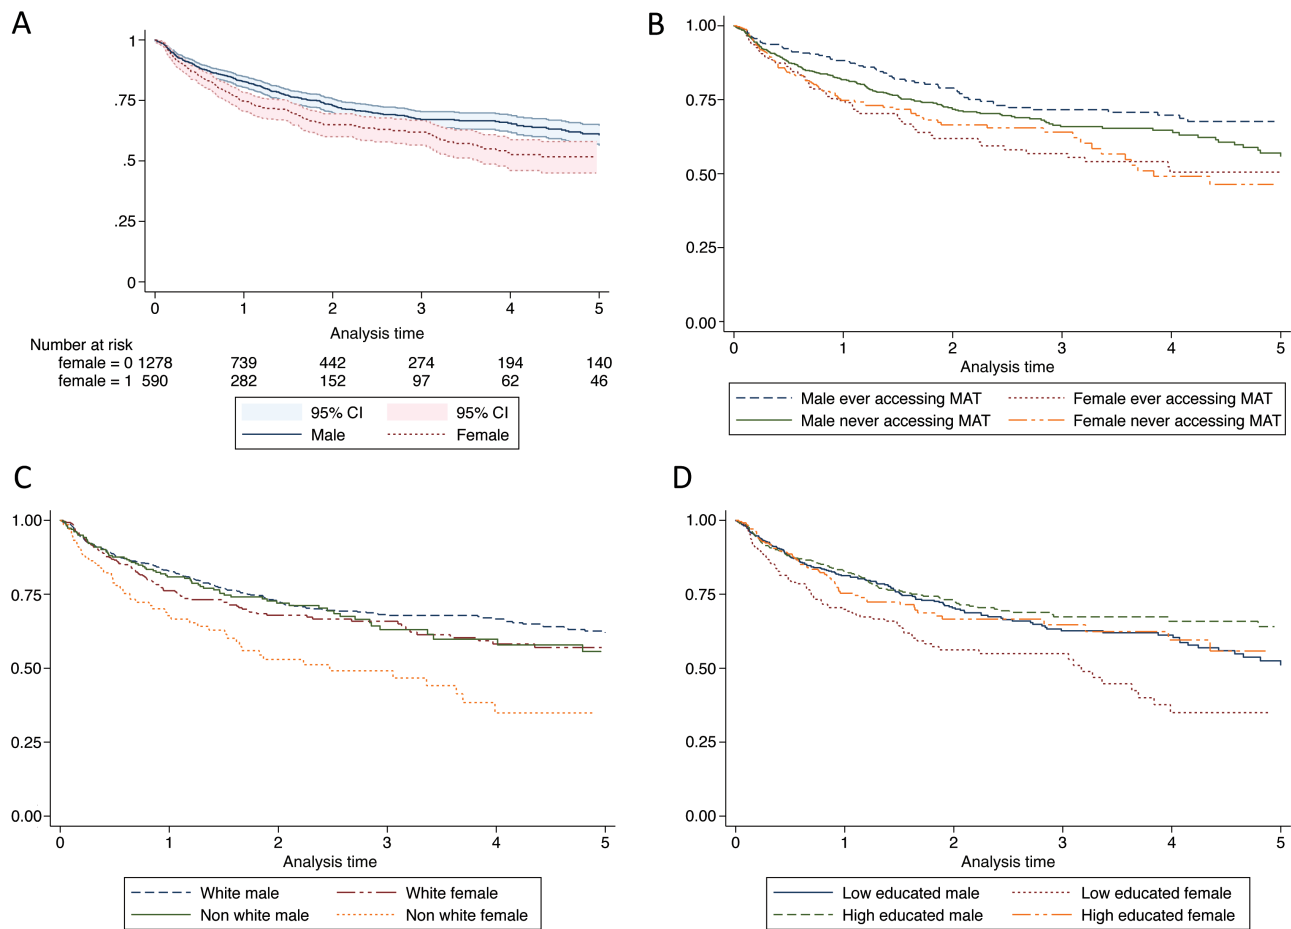 A
1
.75
.5
.25
0
0 1 2 3 4 5
Analysis time
Number at risk
female = 0 1278 739 442 274 194 140
female = 1 590 282 152 97 62 46
95% CI 95% CI
Male Female
B
1.00
0.75
0.50
0.25
0.00
0 1 2 3 4 5
Analysis time
Male ever accessing MAT Female ever accessing MAT
Male never accessing MAT Female never accessing MAT
C
1.00
0.75
0.50
0.25
0.00
0 1 2 3 4 5
Analysis time
White male White female
Non white male Non white female
D
1.00
0.75
0.50
0.25
0.00
0 1 2 3 4 5
Analysis time
Low educated male Low educated female
High educated male High educated female